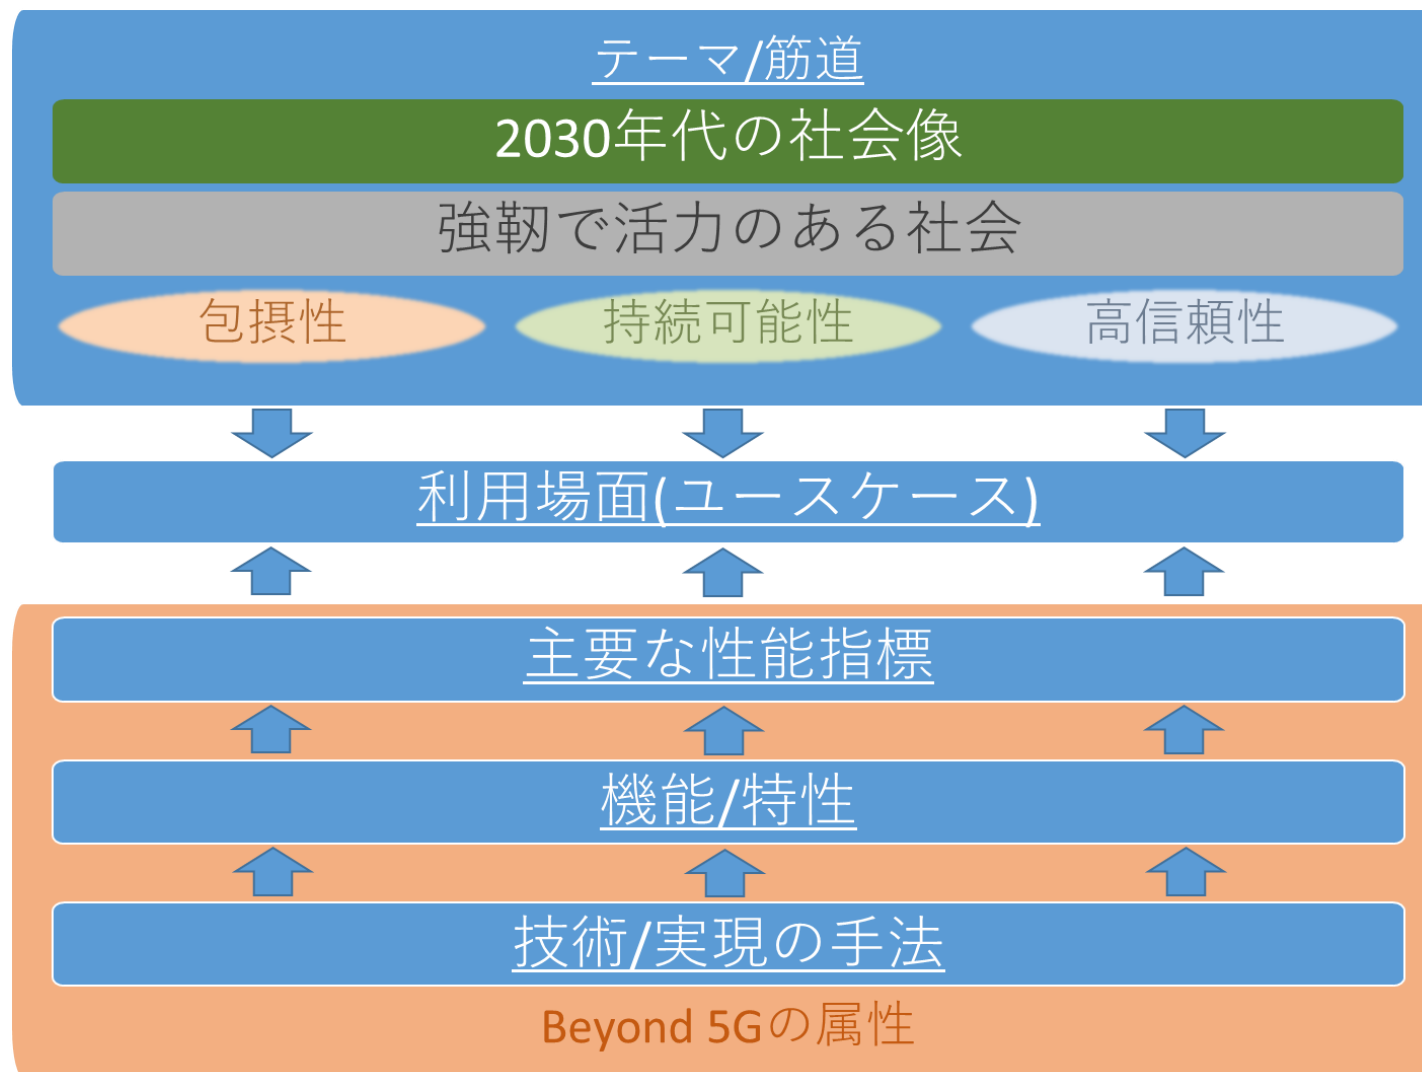 テーマ/筋道
2030年代の社会像
強靭で活力のある社会
包摂性
持続可能性
高信頼性
利用場面(ユースケース)
主要な性能指標
機能/特性
技術/実現の手法
Beyond 5Gの属性